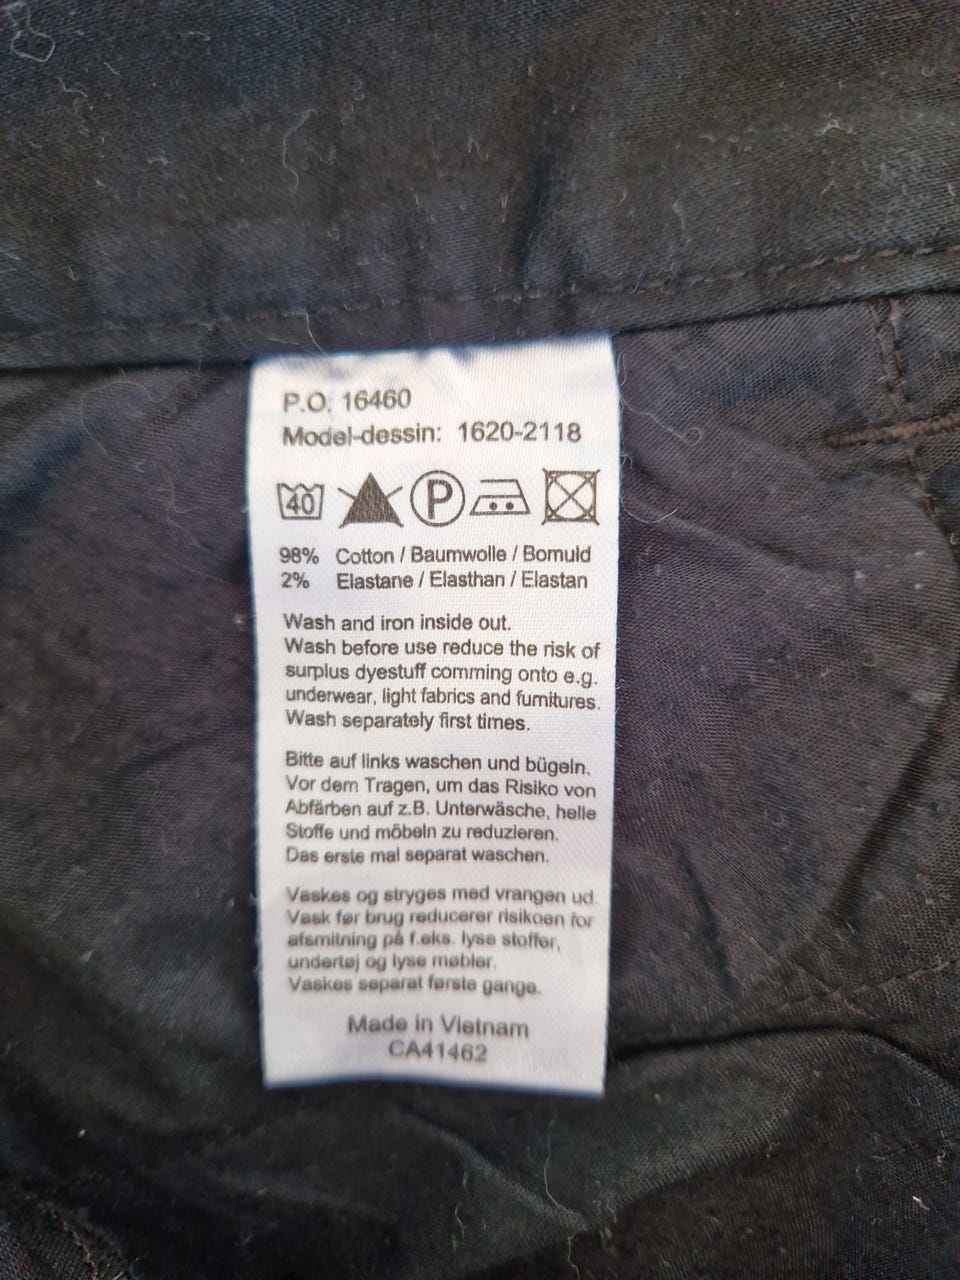 P.O: 16460
Model-dessin: 1620-2118
40 P
98% Cotton / Baumwolle / Bomuld
2% Elastane / Elasthan / Elastan
Wash and iron inside out.
Wash before use reduce the risk of
surplus dyestuff comming onto e.g.
underwear, light fabrics and furnitures.
Wash separately first times.
Bitte auf links waschen und bügeln.
Vor dem Tragen, um das Risiko von
Abfärben auf z.B. Unterwäsche, helle
Stoffe und möbeln zu reduzieren.
Das erste mal separat waschen.
Vaskes og stryges med vrangen ud.
Vask før brug reducerer risikoen for
afsmitning på f.eks. lyse stoffer,
undertøj og lyse møbler.
Vaskes separat første gange.
Made in Vietnam
CA41462